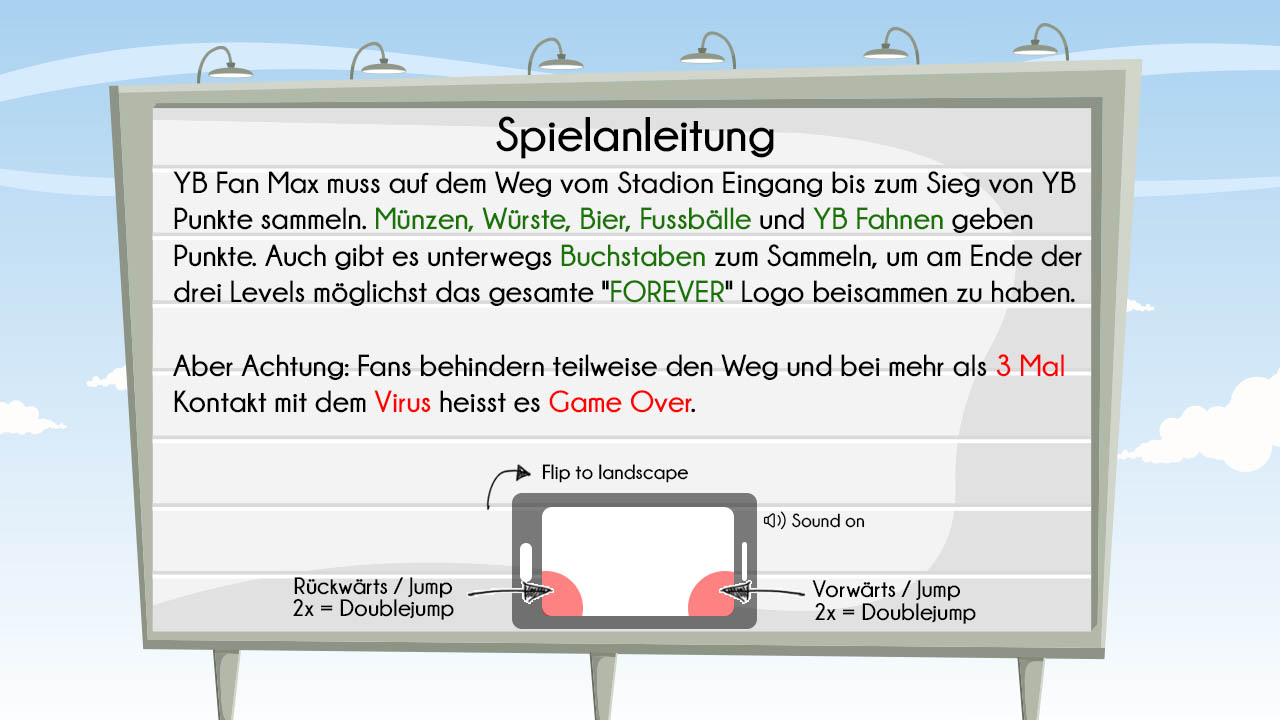 Spielanleitung
YB Fan Max muss auf dem Weg vom Stadion Eingang bis zum Sieg von YB
Punkte sammeln. Münzen, Würste, Bier, Fussbälle und YB Fahnen geben
Punkte. Auch gibt es unterwegs Buchstaben zum Sammeln, um am Ende der
drei Levels möglichst das gesamte "FOREVER" Logo beisammen zu haben.
Aber Achtung: Fans behindern teilweise den Weg und bei mehr als 3 Mal
Kontakt mit dem Virus heisst es Game Over.
Flip to landscape
Sound on
Rückwärts / Jump
2x = Doublejump
Vorwärts / Jump
2x = Doublejump